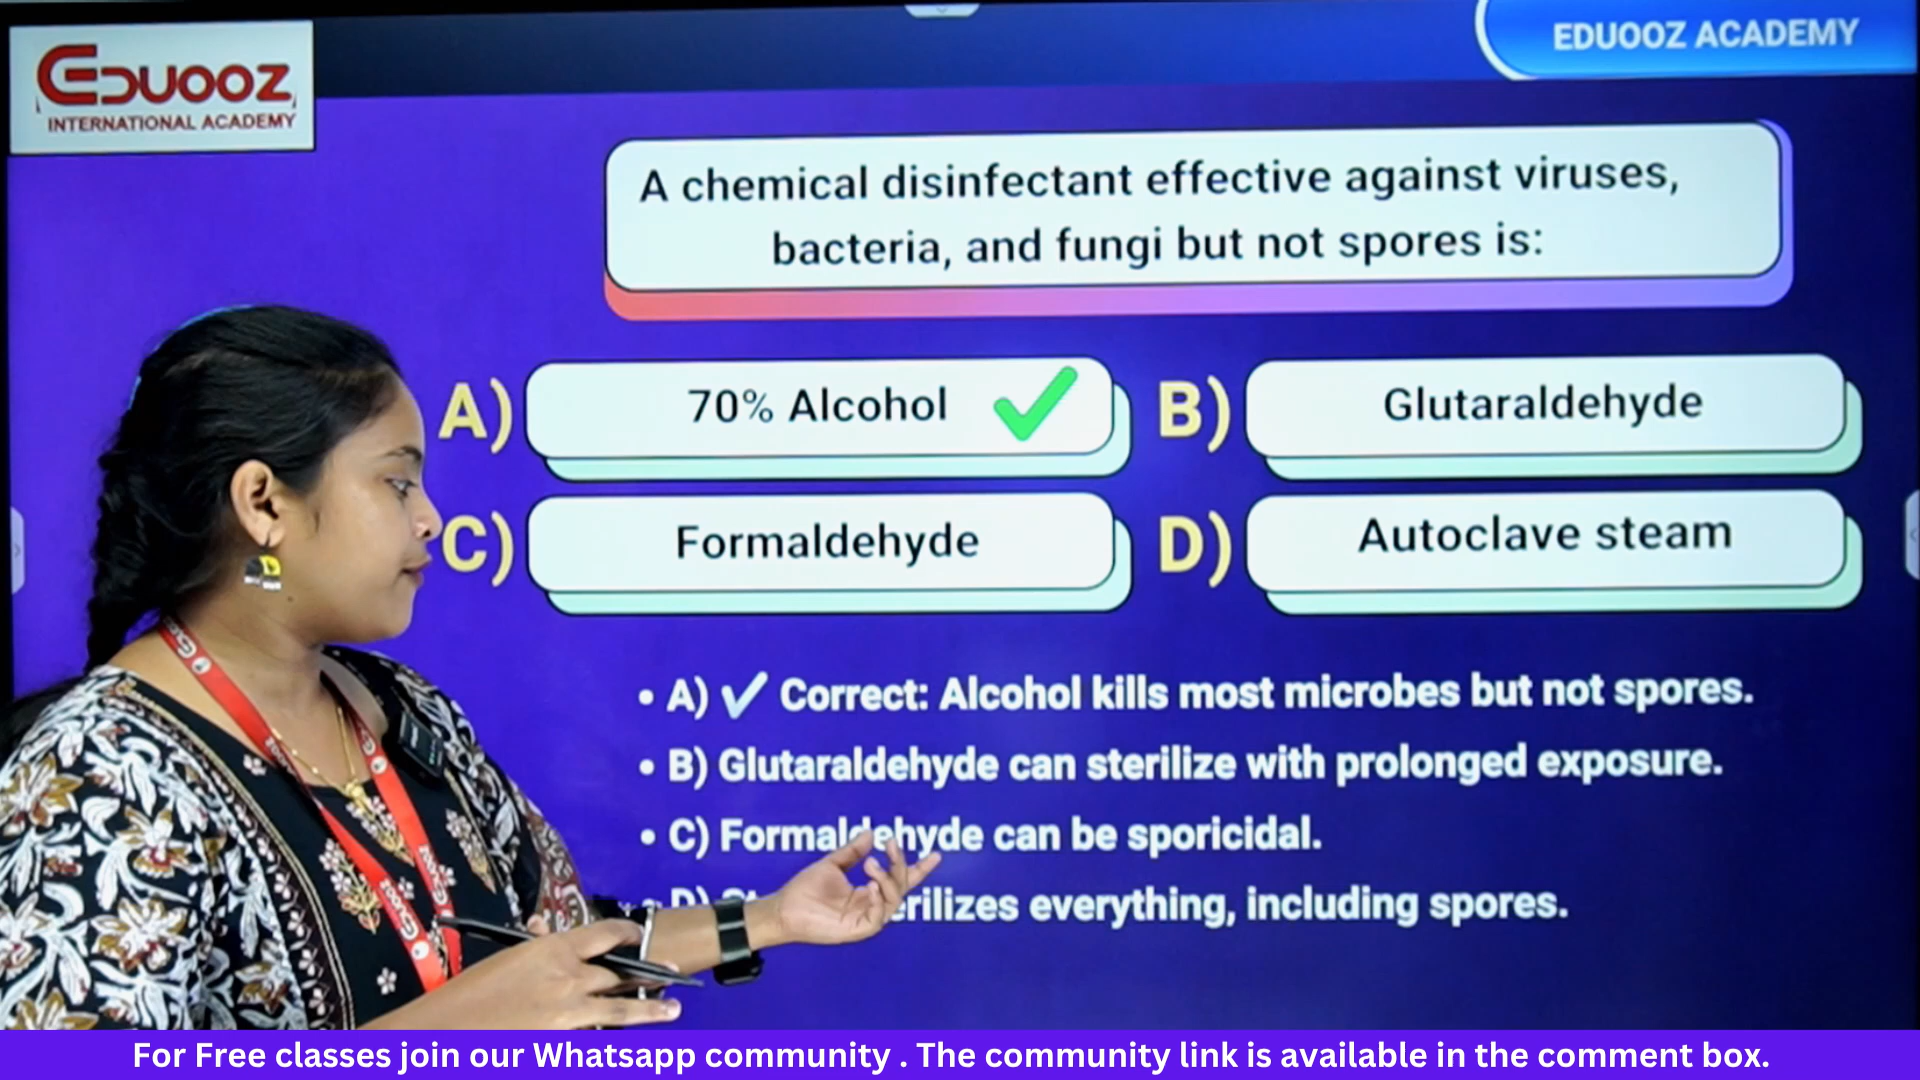 EDUOOZ
INTERNATIONAL ACADEMY
EDUOOZ ACADEMY
A chemical disinfectant effective against viruses,
bacteria, and fungi but not spores is:
A) 70% Alcohol ✓
B) Glutaraldehyde
C) Formaldehyde
D) Autoclave steam
• A) ✓ Correct: Alcohol kills most microbes but not spores.
• B) Glutaraldehyde can sterilize with prolonged exposure.
• C) Formaldehyde can be sporicidal.
D) everything, including spores.
For Free classes join our Whatsapp community . The community link is available in the comment box.